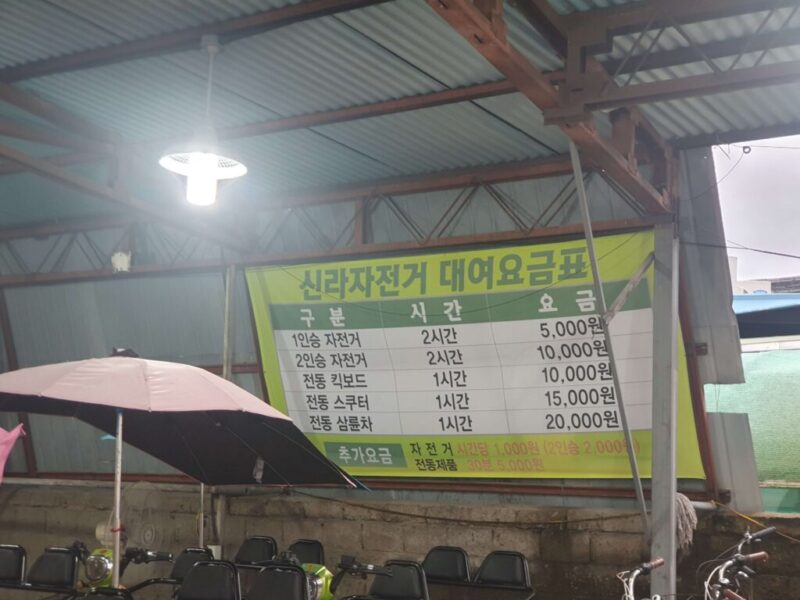 신라자전거 대여요금표
구분 시간 요금
1인승 자전거 2시간 5,000원
2인승 자전거 2시간 10,000원
전동 킥보드 1시간 10,000원
전동 스쿠터 1시간 15,000원
전동 삼륜차 1시간 20,000원
추가요금 자전거 시간당 1,000원 (2인승 2,000원)
전동제품 30분 5,000원